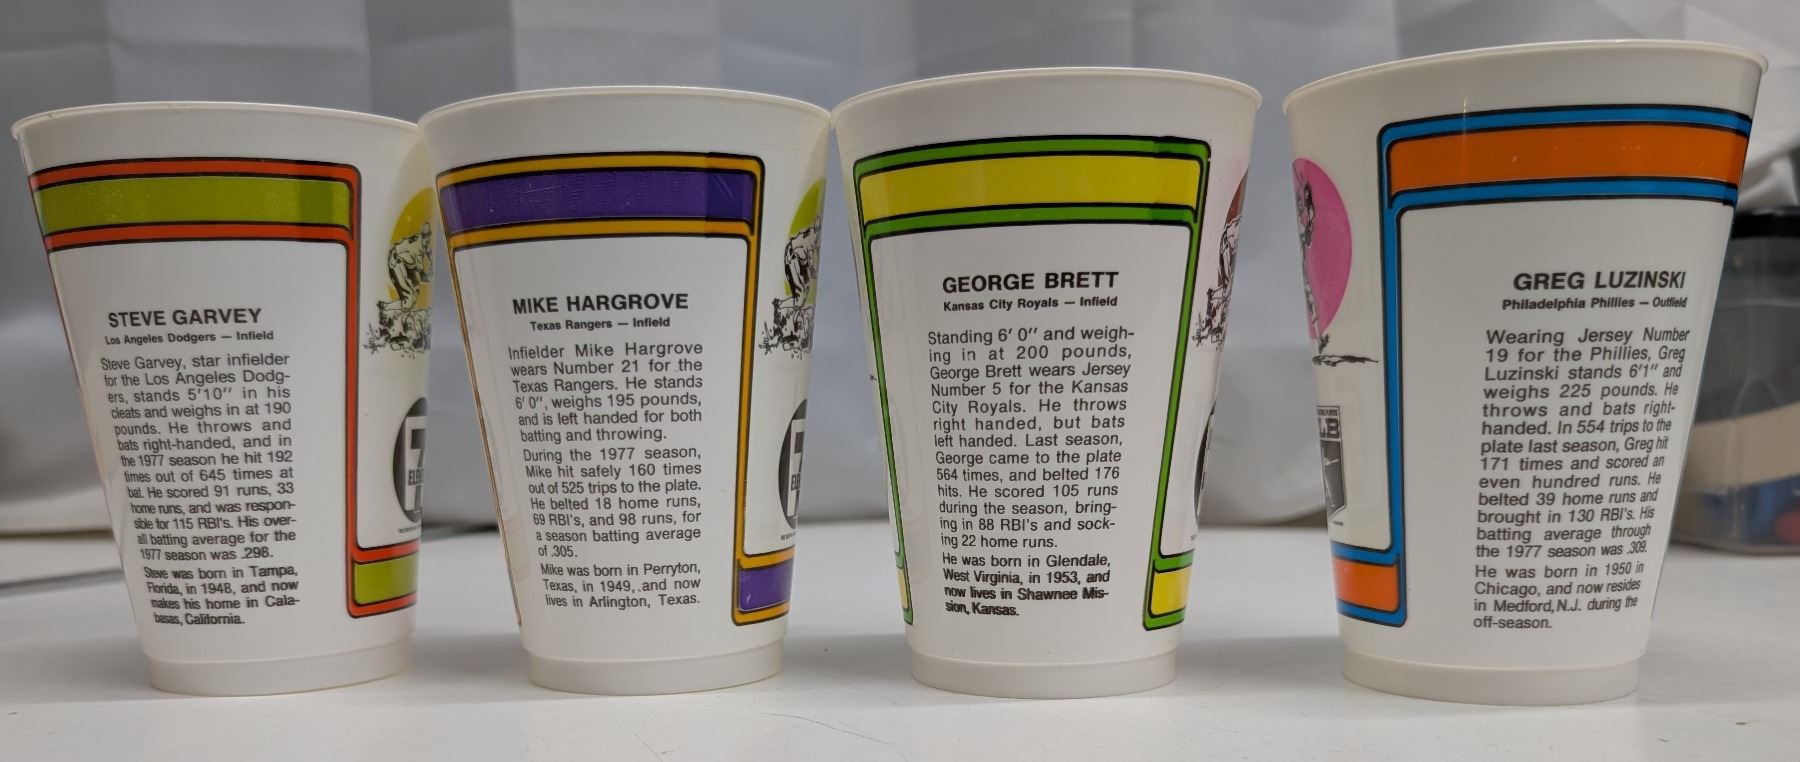 STEVE GARVEY
Los Angeles Dodgers — Infield
Steve Garvey, star infielder
for the Los Angeles Dodg-
ers, stands 5'10" in his
cleats and weighs in at 190
pounds. He throws and
bats right-handed, and in
the 1977 season he hit 192
times out of 645 times at
bat. He scored 91 runs, 33
home runs, and was respon-
sible for 115 RBI's. His over-
all batting average for the
1977 season was .298.
Steve was born in Tampa,
Florida, in 1948, and now
makes his home in Cala-
basas, California.
MIKE HARGROVE
Texas Rangers — Infield
Infielder Mike Hargrove
wears Number 21 for the
Texas Rangers. He stands
6' 0", weighs 195 pounds,
and is left handed for both
batting and throwing.
During the 1977 season,
Mike hit safely 160 times
out of 525 trips to the plate.
He belted 18 home runs,
69 RBI's, and 98 runs, for
a season batting average
of .305.
Mike was born in Perryton,
Texas, in 1949, and now
lives in Arlington, Texas.
GEORGE BRETT
Kansas City Royals — Infield
Standing 6' 0" and weigh-
ing in at 200 pounds,
George Brett wears Jersey
Number 5 for the Kansas
City Royals. He throws
right handed, but bats
left handed. Last season,
George came to the plate
564 times, and belted 176
hits. He scored 105 runs
during the season, bring-
ing in 88 RBI's and sock-
ing 22 home runs.
He was born in Glendale,
West Virginia, in 1953, and
now lives in Shawnee Mis-
sion, Kansas.
GREG LUZINSKI
Philadelphia Phillies — Outfield
Wearing Jersey Number
19 for the Phillies, Greg
Luzinski stands 6'1" and
weighs 225 pounds. He
throws and bats right-
handed. In 554 trips to the
plate last season, Greg hit
171 times and scored an
even hundred runs. He
belted 39 home runs and
brought in 130 RBI's. His
batting average through
the 1977 season was .309.
He was born in 1950 in
Chicago, and now resides
in Medford, N.J. during the
off-season.